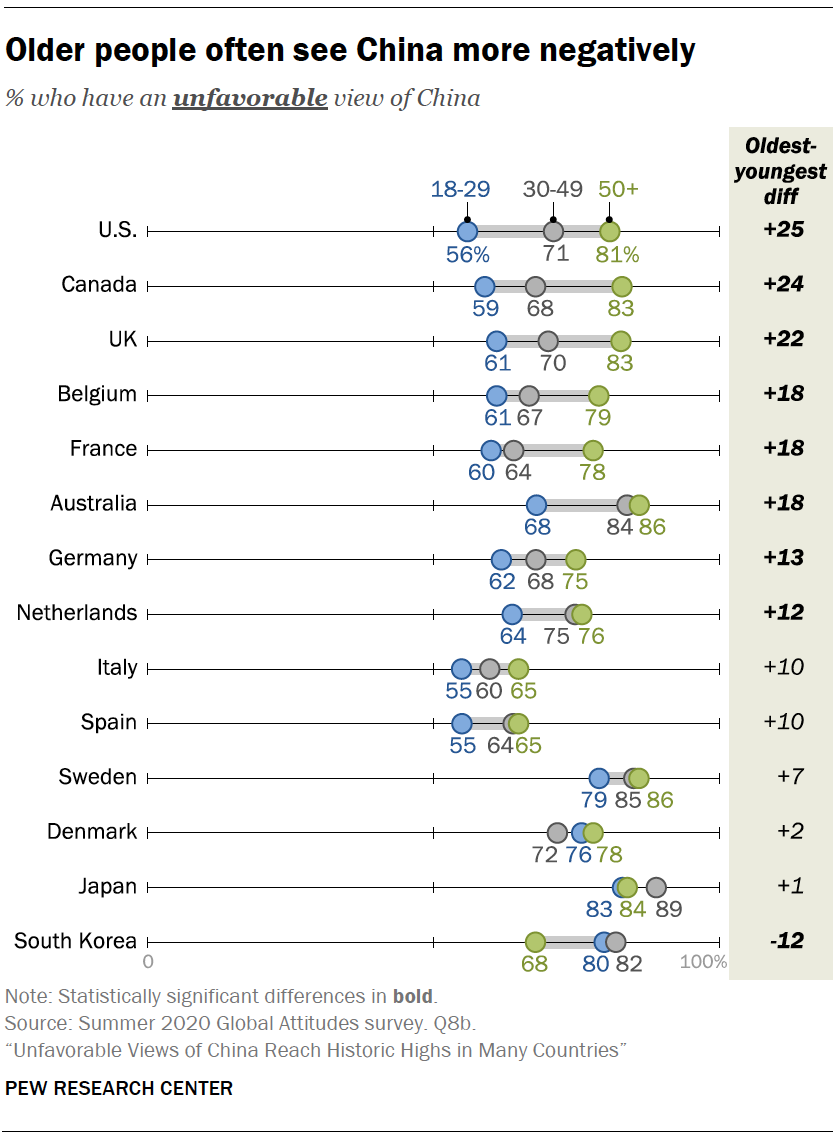 Older people often see China more negatively
% who have an unfavorable view of China
Oldest-
youngest
diff
18-29 30-49 50+
U.S. +25
56% 71 81%
Canada +24
59 68 83
UK +22
61 70 83
Belgium +18
61 67 79
France +18
60 64 78
Australia +18
68 84 86
Germany +13
62 68 75
Netherlands +12
64 75 76
Italy +10
55 60 65
Spain +10
55 64 65
Sweden +7
79 85 86
Denmark +2
72 76 78
Japan +1
83 84 89
South Korea -12
0 68 80 82 100%
Note: Statistically significant differences in bold.
Source: Summer 2020 Global Attitudes survey. Q8b.
“Unfavorable Views of China Reach Historic Highs in Many Countries”
PEW RESEARCH CENTER